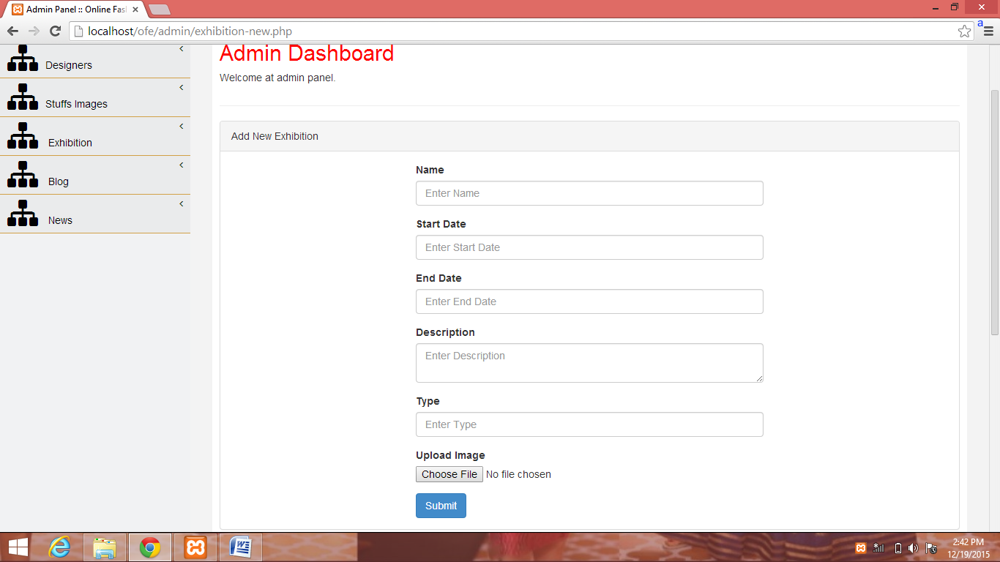 Admin Panel :: Online Fas
localhost/ofe/admin/exhibition-new.php
a
Designers
Stuffs Images
Exhibition
Blog
News
Admin Dashboard
Welcome at admin panel.
Add New Exhibition
Name
Enter Name
Start Date
Enter Start Date
End Date
Enter End Date
Description
Enter Description
Type
Enter Type
Upload Image
Choose File No file chosen
Submit
2:42 PM
12/19/2015